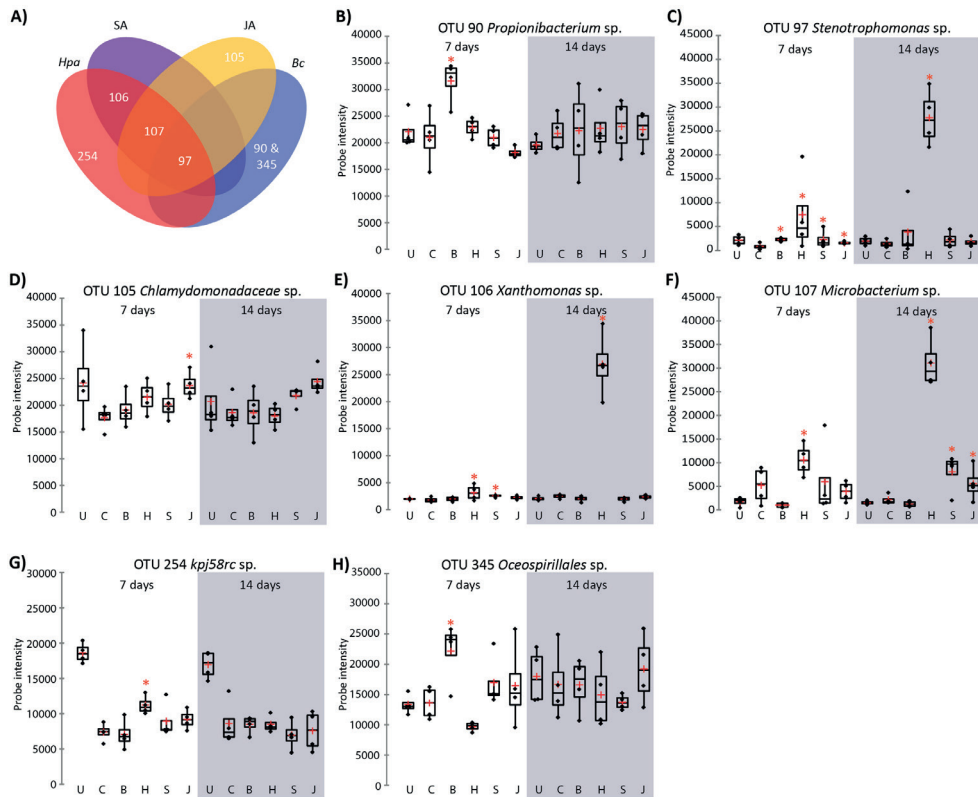 A)
SA
JA
Hpa
Bc
105
106
107
254
97
90 &
345
B)
OTU 90 Propionibacterium sp.
7 days
14 days
Probe intensity
40000
35000
30000
25000
20000
15000
10000
5000
0
*
U C B H S J U C B H S J
C)
OTU 97 Stenotrophomonas sp.
7 days
14 days
Probe intensity
40000
35000
30000
25000
20000
15000
10000
5000
0
* * * * *
U C B H S J U C B H S J
D)
OTU 105 Chlamydomonadaceae sp.
7 days
14 days
Probe intensity
40000
35000
30000
25000
20000
15000
10000
5000
0
*
U C B H S J U C B H S J
E)
OTU 106 Xanthomonas sp.
7 days
14 days
Probe intensity
40000
35000
30000
25000
20000
15000
10000
5000
0
* * *
U C B H S J U C B H S J
F)
OTU 107 Microbacterium sp.
7 days
14 days
Probe intensity
45000
40000
35000
30000
25000
20000
15000
10000
5000
0
* * * *
U C B H S J U C B H S J
G)
OTU 254 kpj58rc sp.
7 days
14 days
Probe intensity
30000
25000
20000
15000
10000
5000
0
*
U C B H S J U C B H S J
H)
OTU 345 Oceospirillales sp.
7 days
14 days
Probe intensity
35000
30000
25000
20000
15000
10000
5000
0
*
U C B H S J U C B H S J